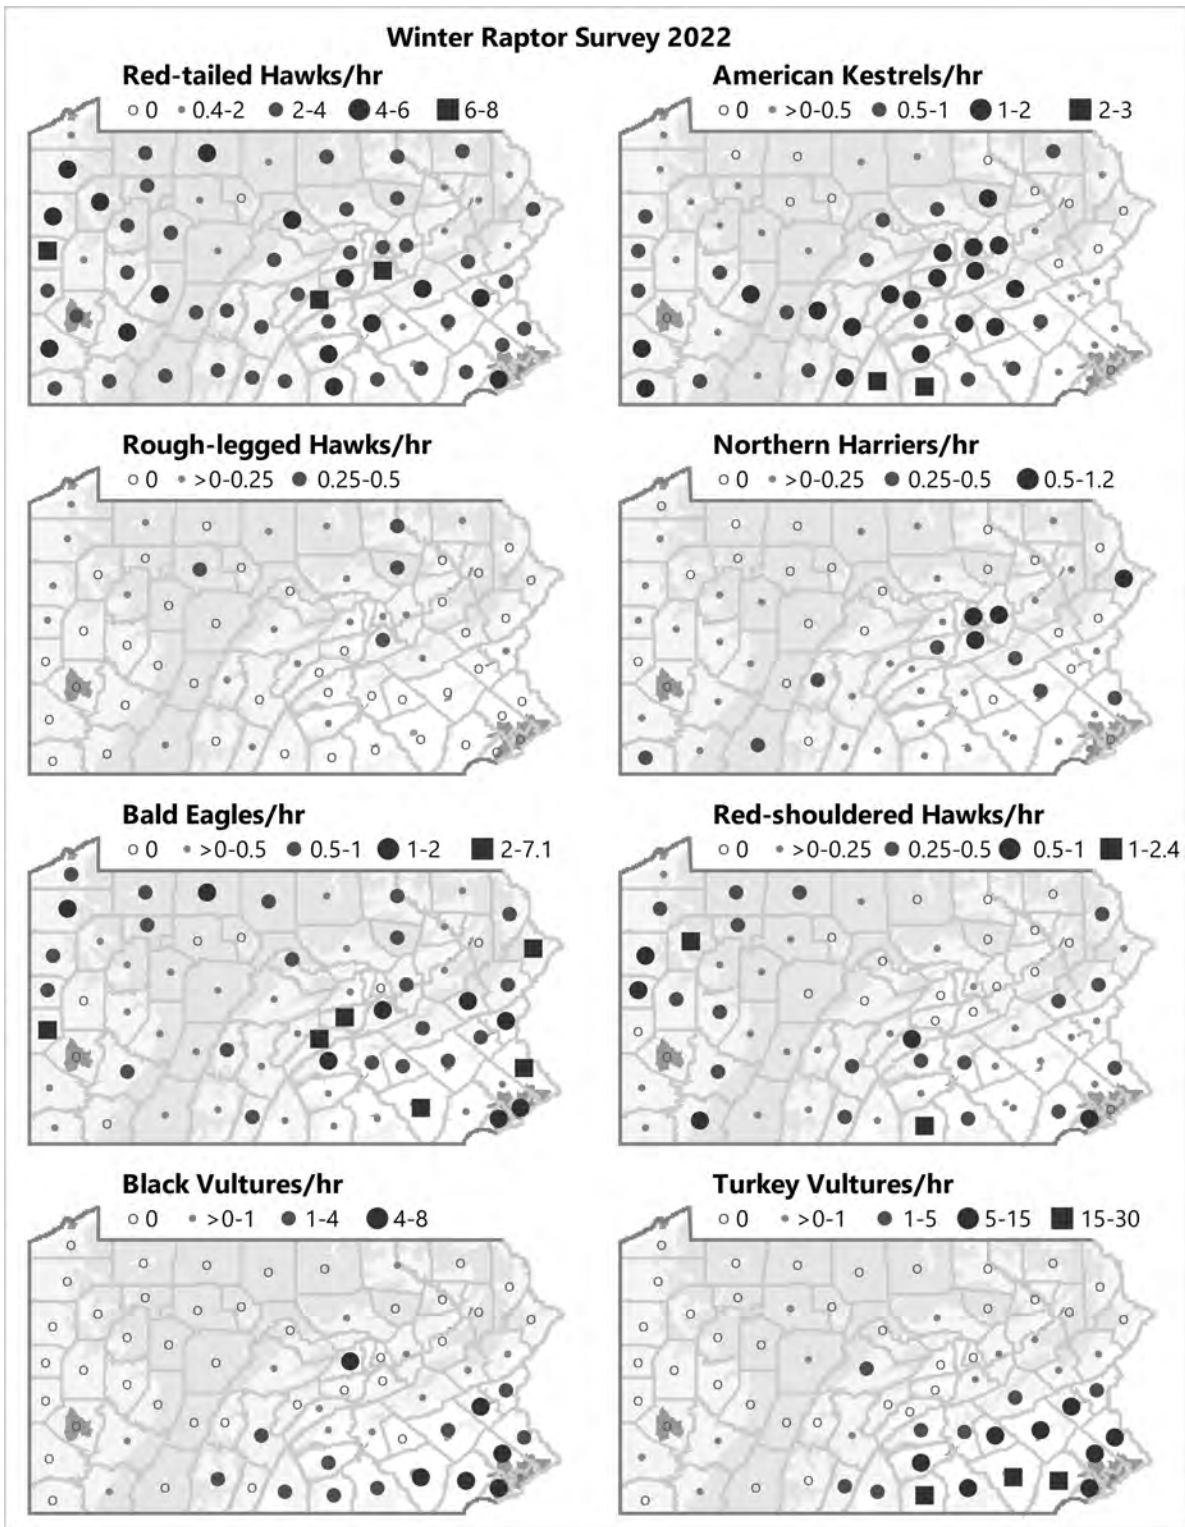 Winter Raptor Survey 2022
Red-tailed Hawks/hr
0 0.4-2 2-4 4-6 6-8
American Kestrels/hr
0 >0-0.5 0.5-1 1-2 2-3
Rough-legged Hawks/hr
0 >0-0.25 0.25-0.5
Northern Harriers/hr
0 >0-0.25 0.25-0.5 0.5-1.2
Bald Eagles/hr
0 >0-0.5 0.5-1 1-2 2-7.1
Red-shouldered Hawks/hr
0 >0-0.25 0.25-0.5 0.5-1 1-2.4
Black Vultures/hr
0 >0-1 1-4 4-8
Turkey Vultures/hr
0 >0-1 1-5 5-15 15-30